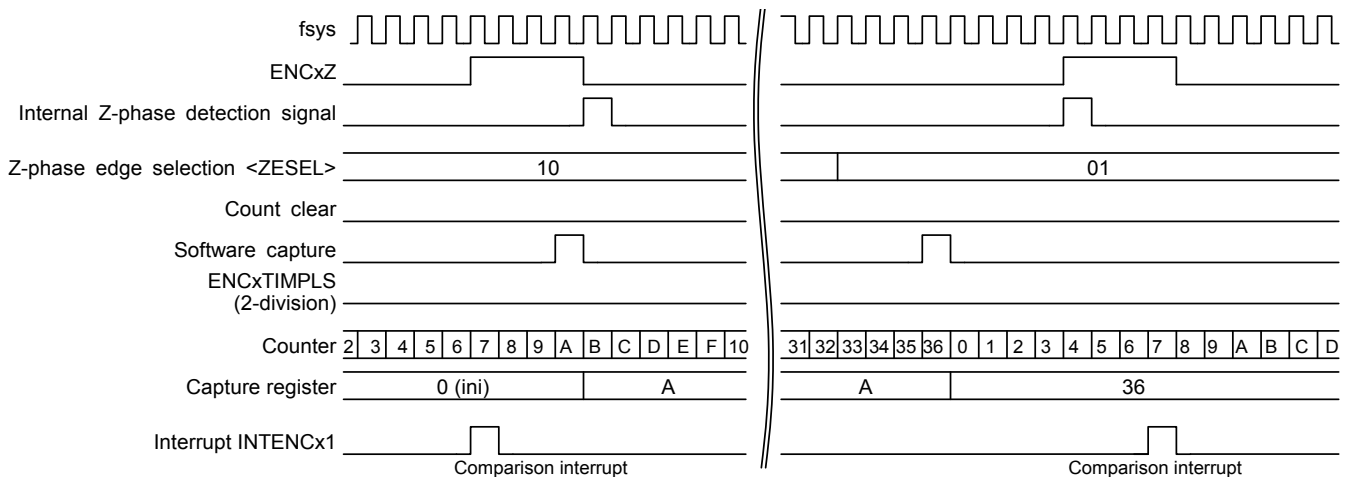 fsys
ENCxZ
Internal Z-phase detection signal
Z-phase edge selection <ZESEL> 10 01
Count clear
Software capture
ENCxTIMPLS
(2-division)
Counter 2 3 4 5 6 7 8 9 A B C D E F 10 31 32 33 34 35 36 0 1 2 3 4 5 6 7 8 9 A B C D
Capture register 0 (ini) A A 36
Interrupt INTENCx1
Comparison interrupt Comparison interrupt